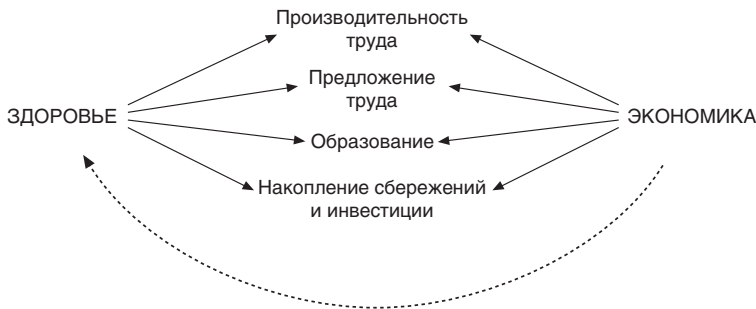 Производительность
труда
Предложение
труда
ЗДОРОВЬЕ
ЭКОНОМИКА
Образование
Накопление сбережений
и инвестиции